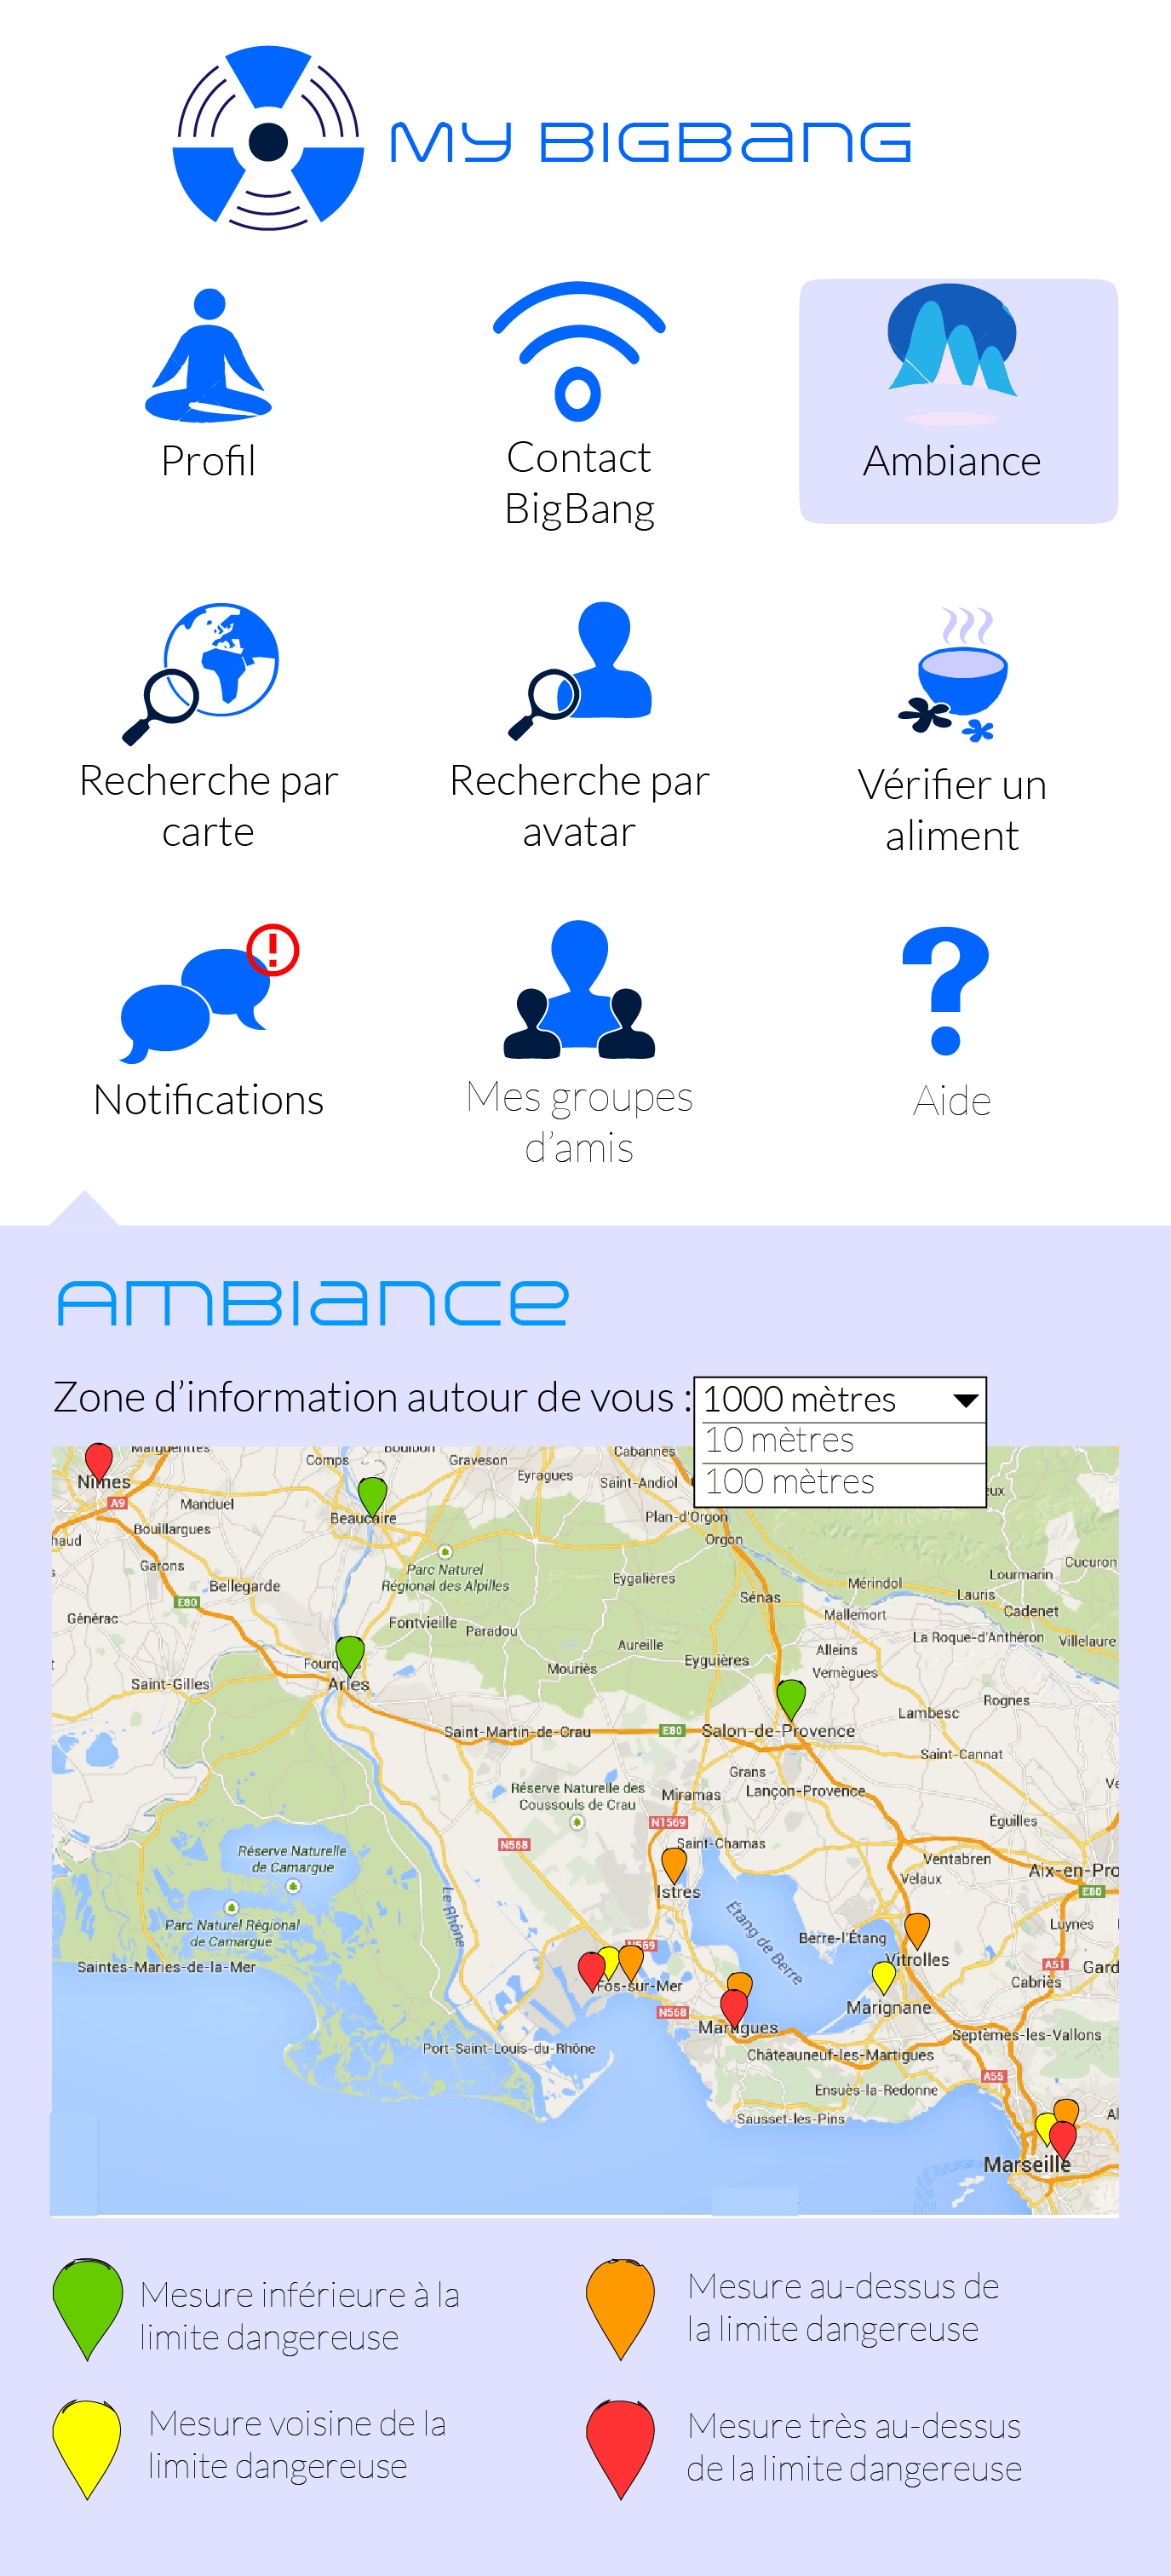 MY BIGBANG
Profil
Contact
BigBang
Ambiance
Recherche par
carte
Recherche par
avatar
Vérifier un
aliment
Notifications
Mes groupes
d'amis
Aide
AMBIANCE
Zone d'information autour de vous :
1000 mètres
10 mètres
100 mètres
Marguerittes
Comps
Boulbon
Graveson
Eyragues
Cabannes
Saint-Andiol
Nîmes
A9
Manduel
Beaucaire
Plan-d'Orgon
Orgon
Bouillargues
haud
Garons
Bellegarde
E80
Parc Naturel
Régional des Alpilles
Eygalières
Sénas
Mérindol
Lourmarin
Cucuron
Lauris
Cadenet
Mallemort
Générac
Fontvieille
Paradou
Aureille
La Roque-d'Anthéron
Villelaure
Alleins
Mouriès
Eyguières
Vernègues
Arles
Saint-Gilles
Rognes
Lambesc
Saint-Martin-de-Crau
E80
Salon-de-Provence
Saint-Cannat
Grans
Lançon-Provence
Réserve Naturelle des
Coussouls de Crau
Miramas
N1569
Éguilles
N568
Saint-Chamas
Ventabren
Réserve Naturelle
de Camargue
Velaux
Aix-en-Pro
E80
Istres
Le Rhône
Étang de Berre
Parc Naturel Régional
de Camargue
Luynes
Berre-l'Étang
N569
Vitrolles
Saintes-Maries-de-la-Mer
A51
Gard
Cabriès
Fos-sur-Mer
N568
Marignane
Martigues
Septèmes-les-Vallons
Port-Saint-Louis-du-Rhône
Châteauneuf-les-Martigues
A55
Ensuès-la-Redonne
Sausset-les-Pins
Al
Marseille
Mesure inférieure à la
limite dangereuse
Mesure au-dessus de
la limite dangereuse
Mesure voisine de la
limite dangereuse
Mesure très au-dessus
de la limite dangereuse